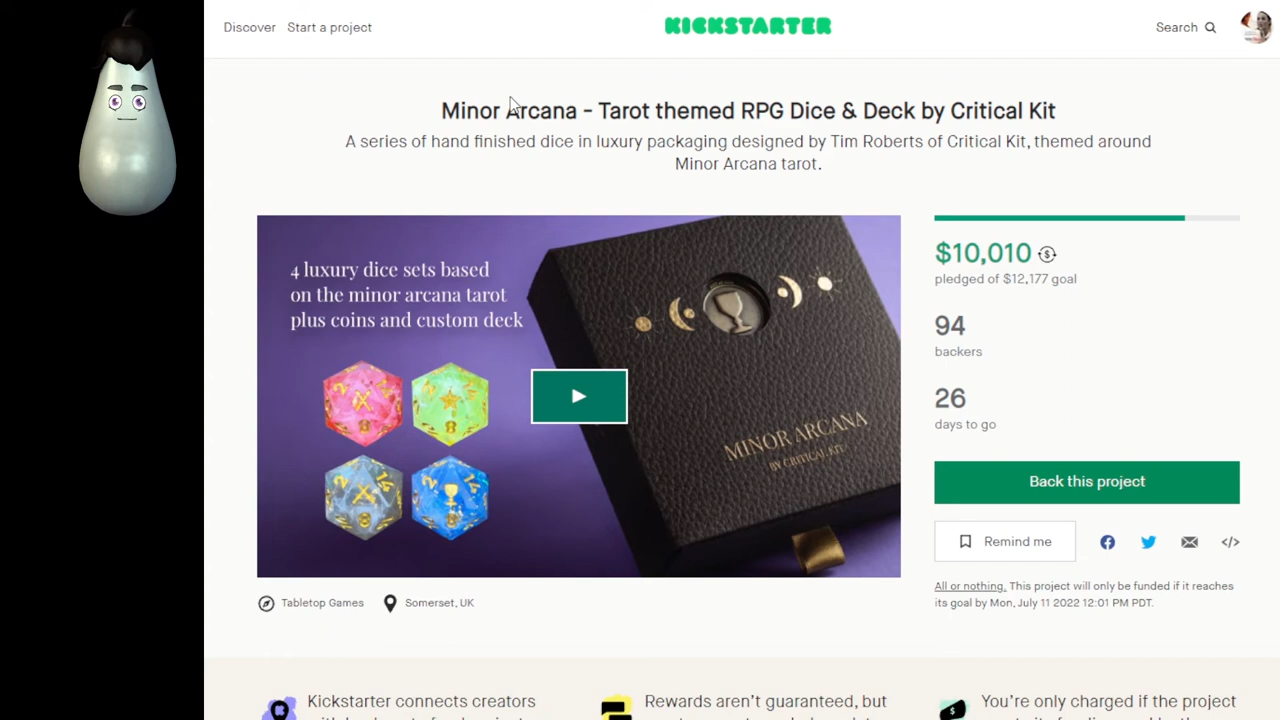 Discover Start a project KICKSTARTER Search
Minor Arcana - Tarot themed RPG Dice & Deck by Critical Kit
A series of hand finished dice in luxury packaging designed by Tim Roberts of Critical Kit, themed around
Minor Arcana tarot.
4 luxury dice sets based
on the minor arcana tarot
plus coins and custom deck
MINOR ARCANA
BY CRITICAL KIT
$10,010
pledged of $12,177 goal
94
backers
26
days to go
Back this project
Remind me
All or nothing. This project will only be funded if it reaches
its goal by Mon, July 11 2022 12:01 PM PDT.
Tabletop Games Somerset, UK
Kickstarter connects creators
Rewards aren't guaranteed, but
You're only charged if the project